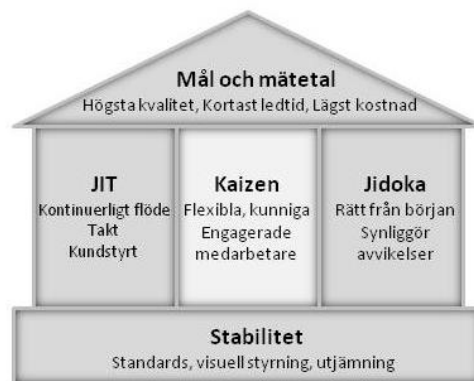 Mål och mätetal
Högsta kvalitet, Kortast ledtid, Lägst kostnad
JIT
Kontinuerligt flöde
Takt
Kundstyrt
Kaizen
Flexibla, kunniga
Engagerade
medarbetare
Jidoka
Rätt från början
Synliggör
avvikelser
Stabilitet
Standards, visuell styrning, utjämning